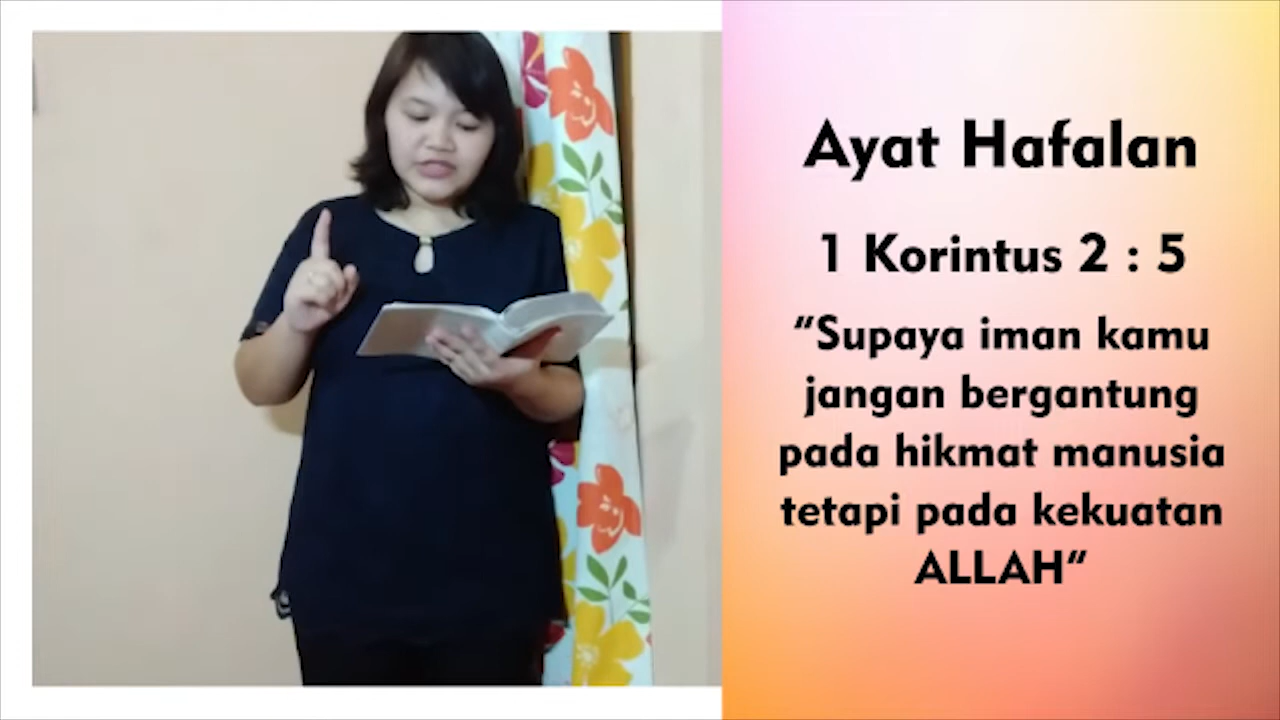 Ayat Hafalan
1 Korintus 2 : 5
"Supaya iman kamu
jangan bergantung
pada hikmat manusia
tetapi pada kekuatan
ALLAH"